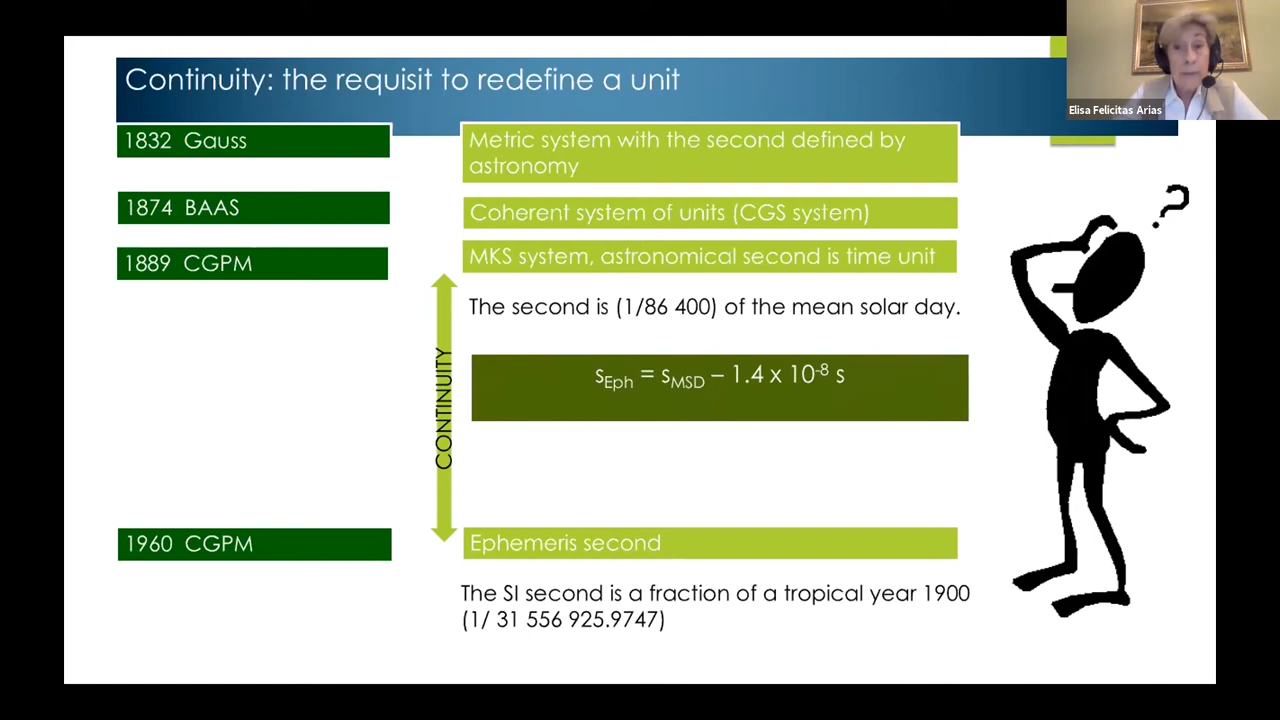 Continuity: the requisit to redefine a unit
Elisa Felicitas Arias
1832 Gauss
Metric system with the second defined by
astronomy
1874 BAAS
Coherent system of units (CGS system)
1889 CGPM
MKS system, astronomical second is time unit
The second is (1/86 400) of the mean solar day.
CONTINUITY
sEph = sMSD – 1.4 x 10-8 s
1960 CGPM
Ephemeris second
The SI second is a fraction of a tropical year 1900
(1/ 31 556 925.9747)
?